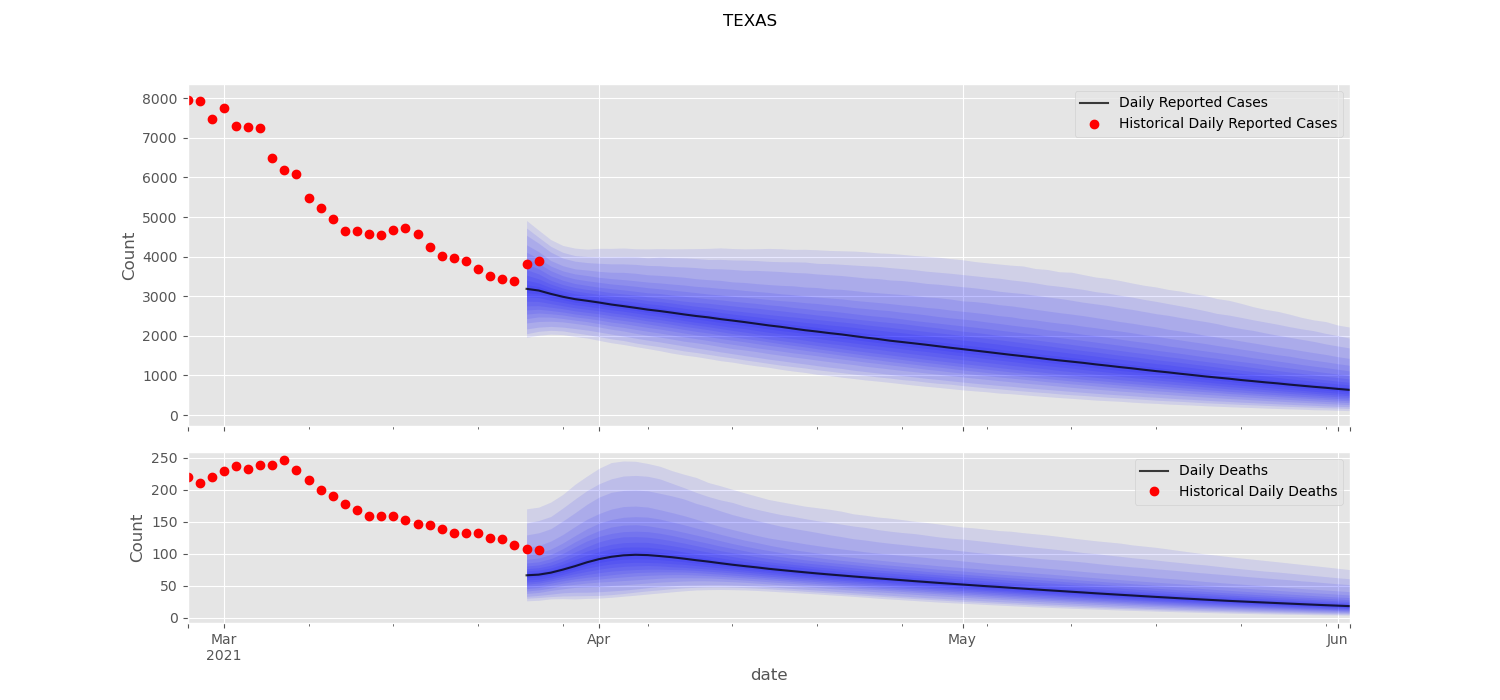 TEXAS
Count
8000
7000
6000
5000
4000
3000
2000
1000
0
Daily Reported Cases
Historical Daily Reported Cases
Count
250
200
150
100
50
0
Daily Deaths
Historical Daily Deaths
Mar
2021
Apr
May
Jun
date